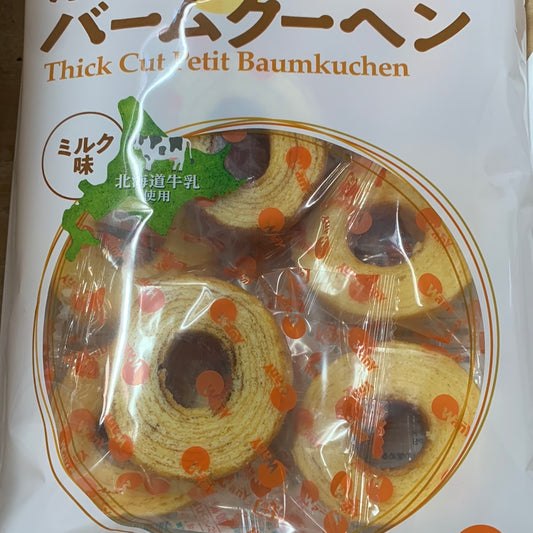 バームクーヘン
Thick Cut Petit Baumkuchen
ミルク
味
北海道牛乳
使用